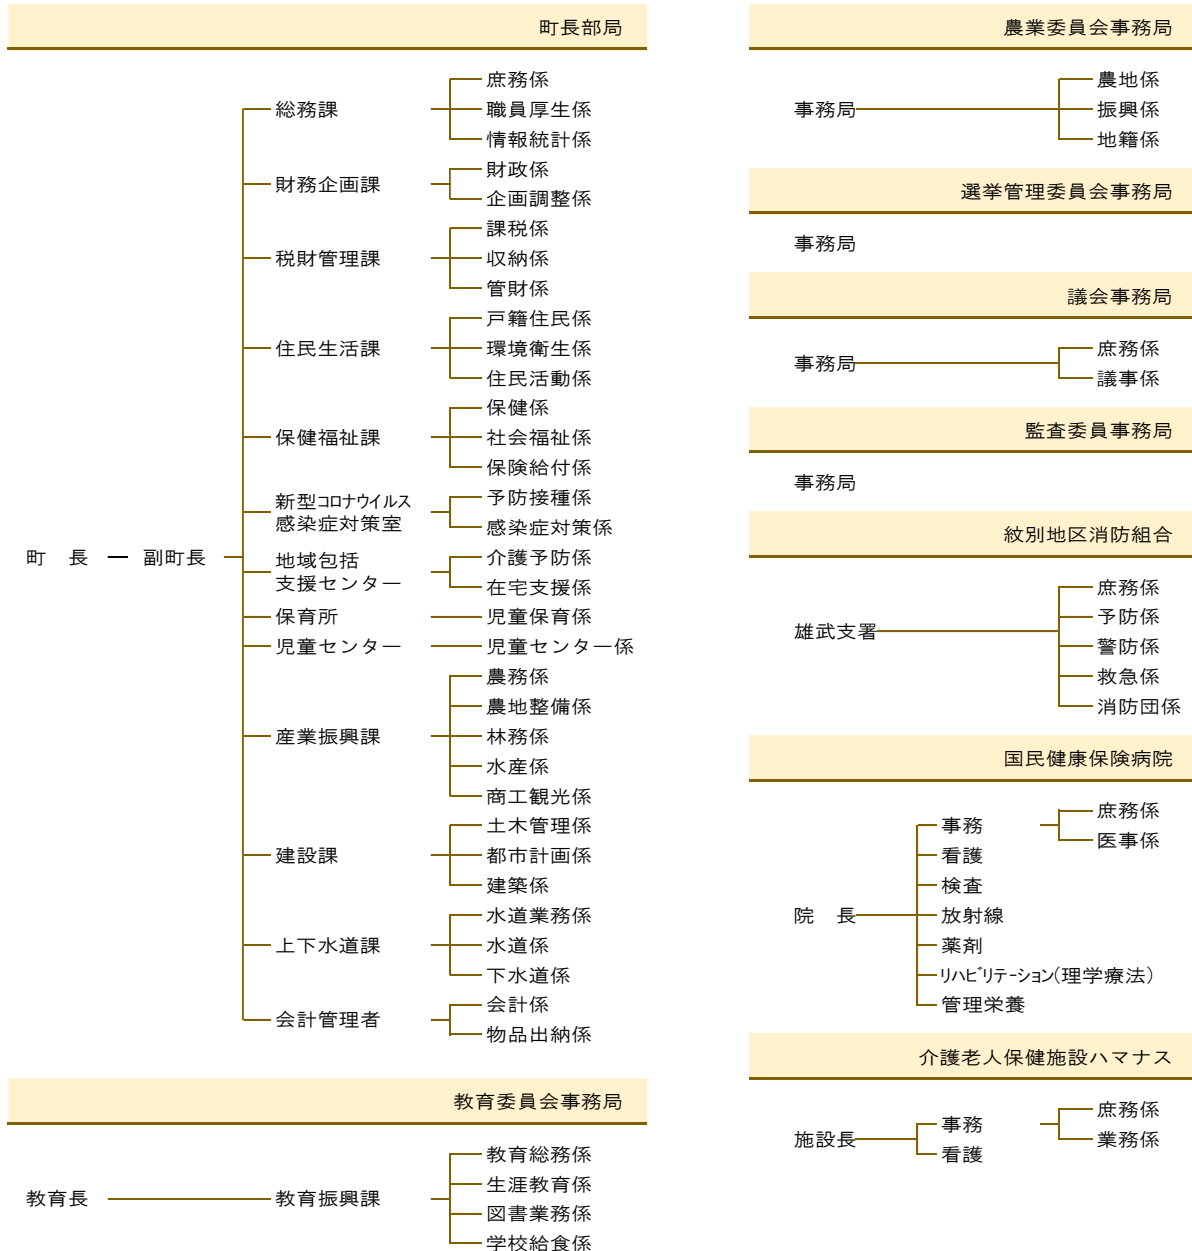 町長部局
町　長
副町長
総務課
庶務係
職員厚生係
情報統計係
財務企画課
財政係
企画調整係
税財管理課
課税係
収納係
管財係
住民生活課
戸籍住民係
環境衛生係
住民活動係
保健福祉課
保健係
社会福祉係
保険給付係
新型コロナウイルス
感染症対策室
予防接種係
感染症対策係
地域包括
支援センター
介護予防係
在宅支援係
保育所
児童保育係
児童センター
児童センター係
産業振興課
農務係
農地整備係
林務係
水産係
商工観光係
建設課
土木管理係
都市計画係
建築係
上下水道課
水道業務係
水道係
下水道係
会計管理者
会計係
物品出納係
教育委員会事務局
教育長
教育振興課
教育総務係
生涯教育係
図書業務係
学校給食係
農業委員会事務局
事務局
農地係
振興係
地籍係
選挙管理委員会事務局
事務局
議会事務局
事務局
庶務係
議事係
監査委員事務局
事務局
紋別地区消防組合
雄武支署
庶務係
予防係
警防係
救急係
消防団係
国民健康保険病院
院　長
事務
庶務係
医事係
看護
検査
放射線
薬剤
ﾘﾊﾋﾞﾘﾃｰｼｮﾝ(理学療法)
管理栄養
介護老人保健施設ハマナス
施設長
事務
庶務係
業務係
看護